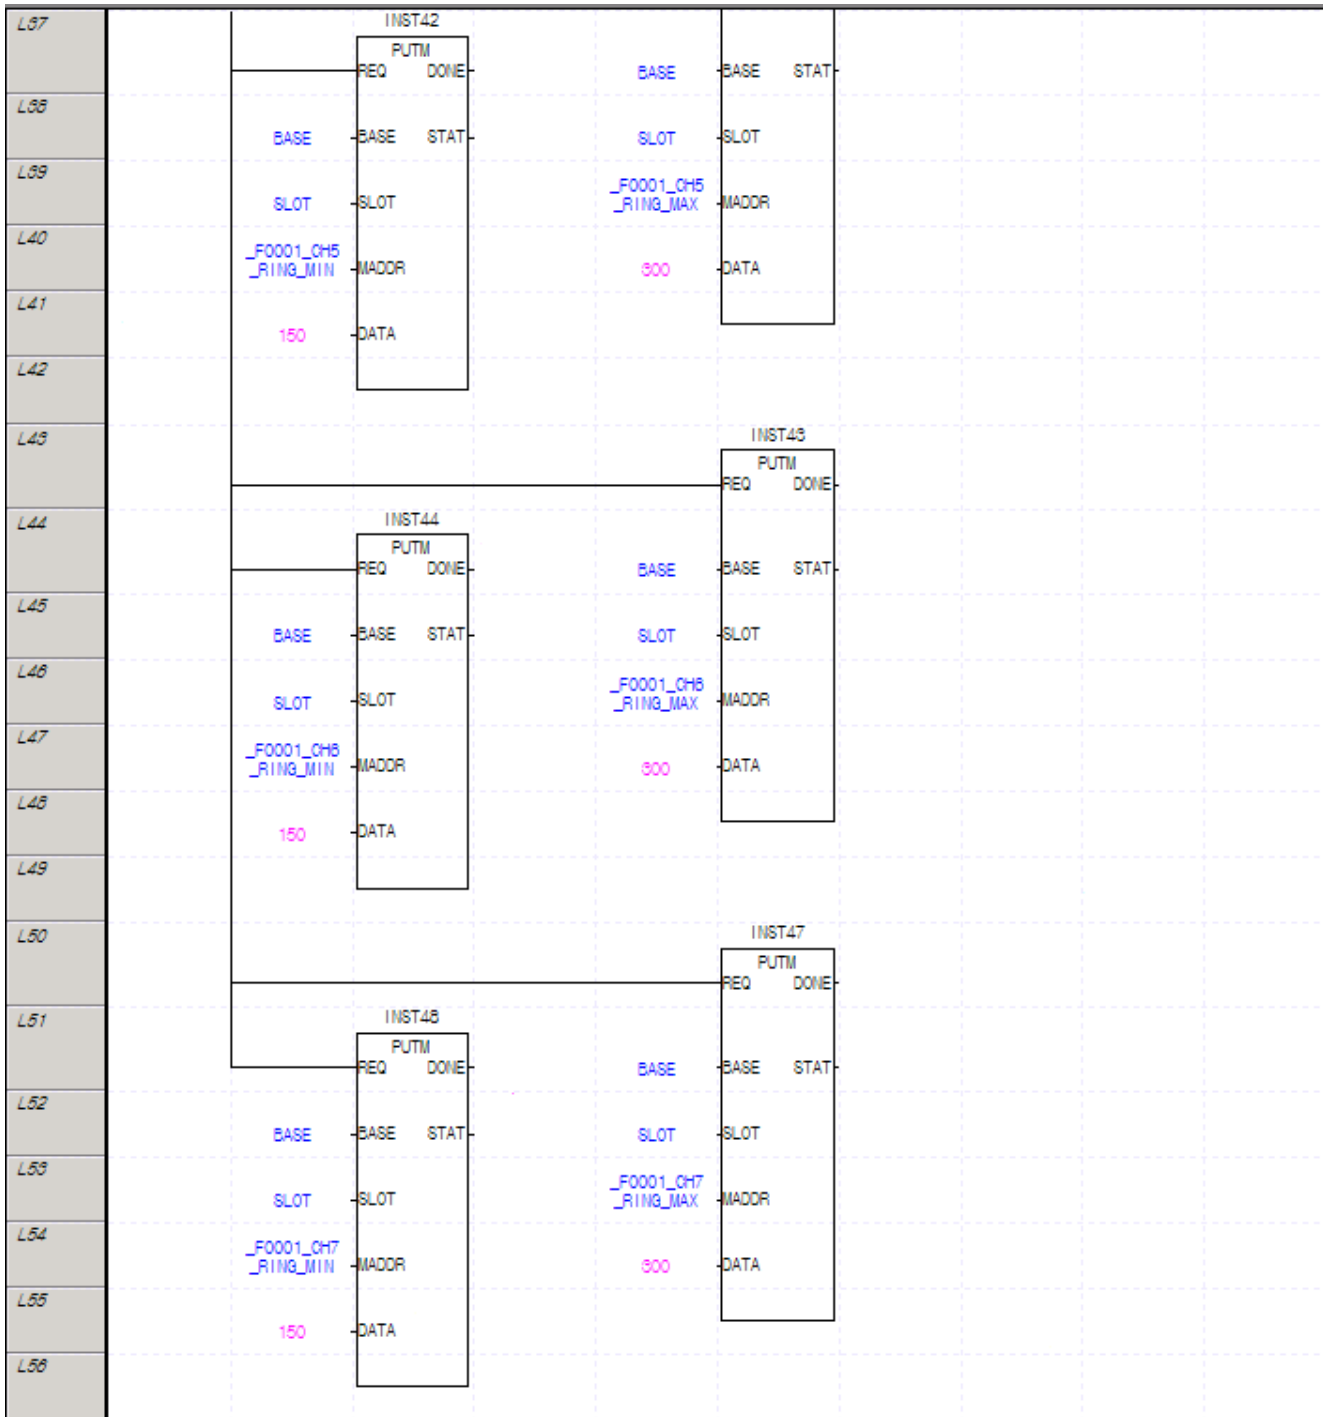 L37
INST42
PUTM
REQ DONE
BASE BASE STAT
L38
BASE BASE STAT
SLOT SLOT
L39
SLOT SLOT
_F0001_CH5
_RING_MAX MADDR
L40
_F0001_CH5
_RING_MIN MADDR
300 DATA
L41
150 DATA
L42
L43
INST43
PUTM
REQ DONE
L44
INST44
PUTM
REQ DONE
BASE BASE STAT
L45
BASE BASE STAT
SLOT SLOT
L46
SLOT SLOT
_F0001_CH6
_RING_MAX MADDR
L47
_F0001_CH6
_RING_MIN MADDR
300 DATA
L48
150 DATA
L49
L50
INST47
PUTM
REQ DONE
L51
INST48
PUTM
REQ DONE
BASE BASE STAT
L52
BASE BASE STAT
SLOT SLOT
L53
SLOT SLOT
_F0001_CH7
_RING_MAX MADDR
L54
_F0001_CH7
_RING_MIN MADDR
300 DATA
L55
150 DATA
L56